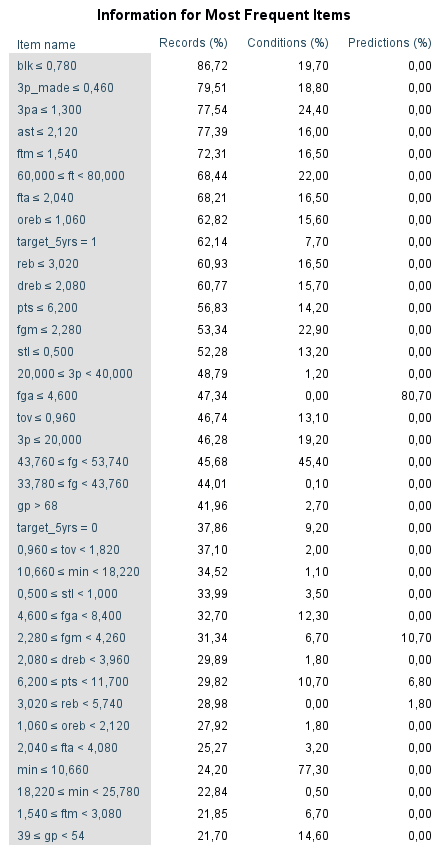 Information for Most Frequent Items
Item name Records (%) Conditions (%) Predictions (%)
blk ≤ 0,780 86,72 19,70 0,00
3p_made ≤ 0,460 79,51 18,80 0,00
3pa ≤ 1,300 77,54 24,40 0,00
ast ≤ 2,120 77,39 16,00 0,00
ftm ≤ 1,540 72,31 16,50 0,00
60,000 ≤ ft < 80,000 68,44 22,00 0,00
fta ≤ 2,040 68,21 16,50 0,00
oreb ≤ 1,060 62,82 15,60 0,00
target_5yrs = 1 62,14 7,70 0,00
reb ≤ 3,020 60,93 16,50 0,00
dreb ≤ 2,080 60,77 15,70 0,00
pts ≤ 6,200 56,83 14,20 0,00
fgm ≤ 2,280 53,34 22,90 0,00
stl ≤ 0,500 52,28 13,20 0,00
20,000 ≤ 3p < 40,000 48,79 1,20 0,00
fga ≤ 4,600 47,34 0,00 80,70
tov ≤ 0,960 46,74 13,10 0,00
3p ≤ 20,000 46,28 19,20 0,00
43,760 ≤ fg < 53,740 45,68 45,40 0,00
33,780 ≤ fg < 43,760 44,01 0,10 0,00
gp > 68 41,96 2,70 0,00
target_5yrs = 0 37,86 9,20 0,00
0,960 ≤ tov < 1,820 37,10 2,00 0,00
10,660 ≤ min < 18,220 34,52 1,10 0,00
0,500 ≤ stl < 1,000 33,99 3,50 0,00
4,600 ≤ fga < 8,400 32,70 12,30 0,00
2,280 ≤ fgm < 4,260 31,34 6,70 10,70
2,080 ≤ dreb < 3,960 29,89 1,80 0,00
6,200 ≤ pts < 11,700 29,82 10,70 6,80
3,020 ≤ reb < 5,740 28,98 0,00 1,80
1,060 ≤ oreb < 2,120 27,92 1,80 0,00
2,040 ≤ fta < 4,080 25,27 3,20 0,00
min ≤ 10,660 24,20 77,30 0,00
18,220 ≤ min < 25,780 22,84 0,50 0,00
1,540 ≤ ftm < 3,080 21,85 6,70 0,00
39 ≤ gp < 54 21,70 14,60 0,00